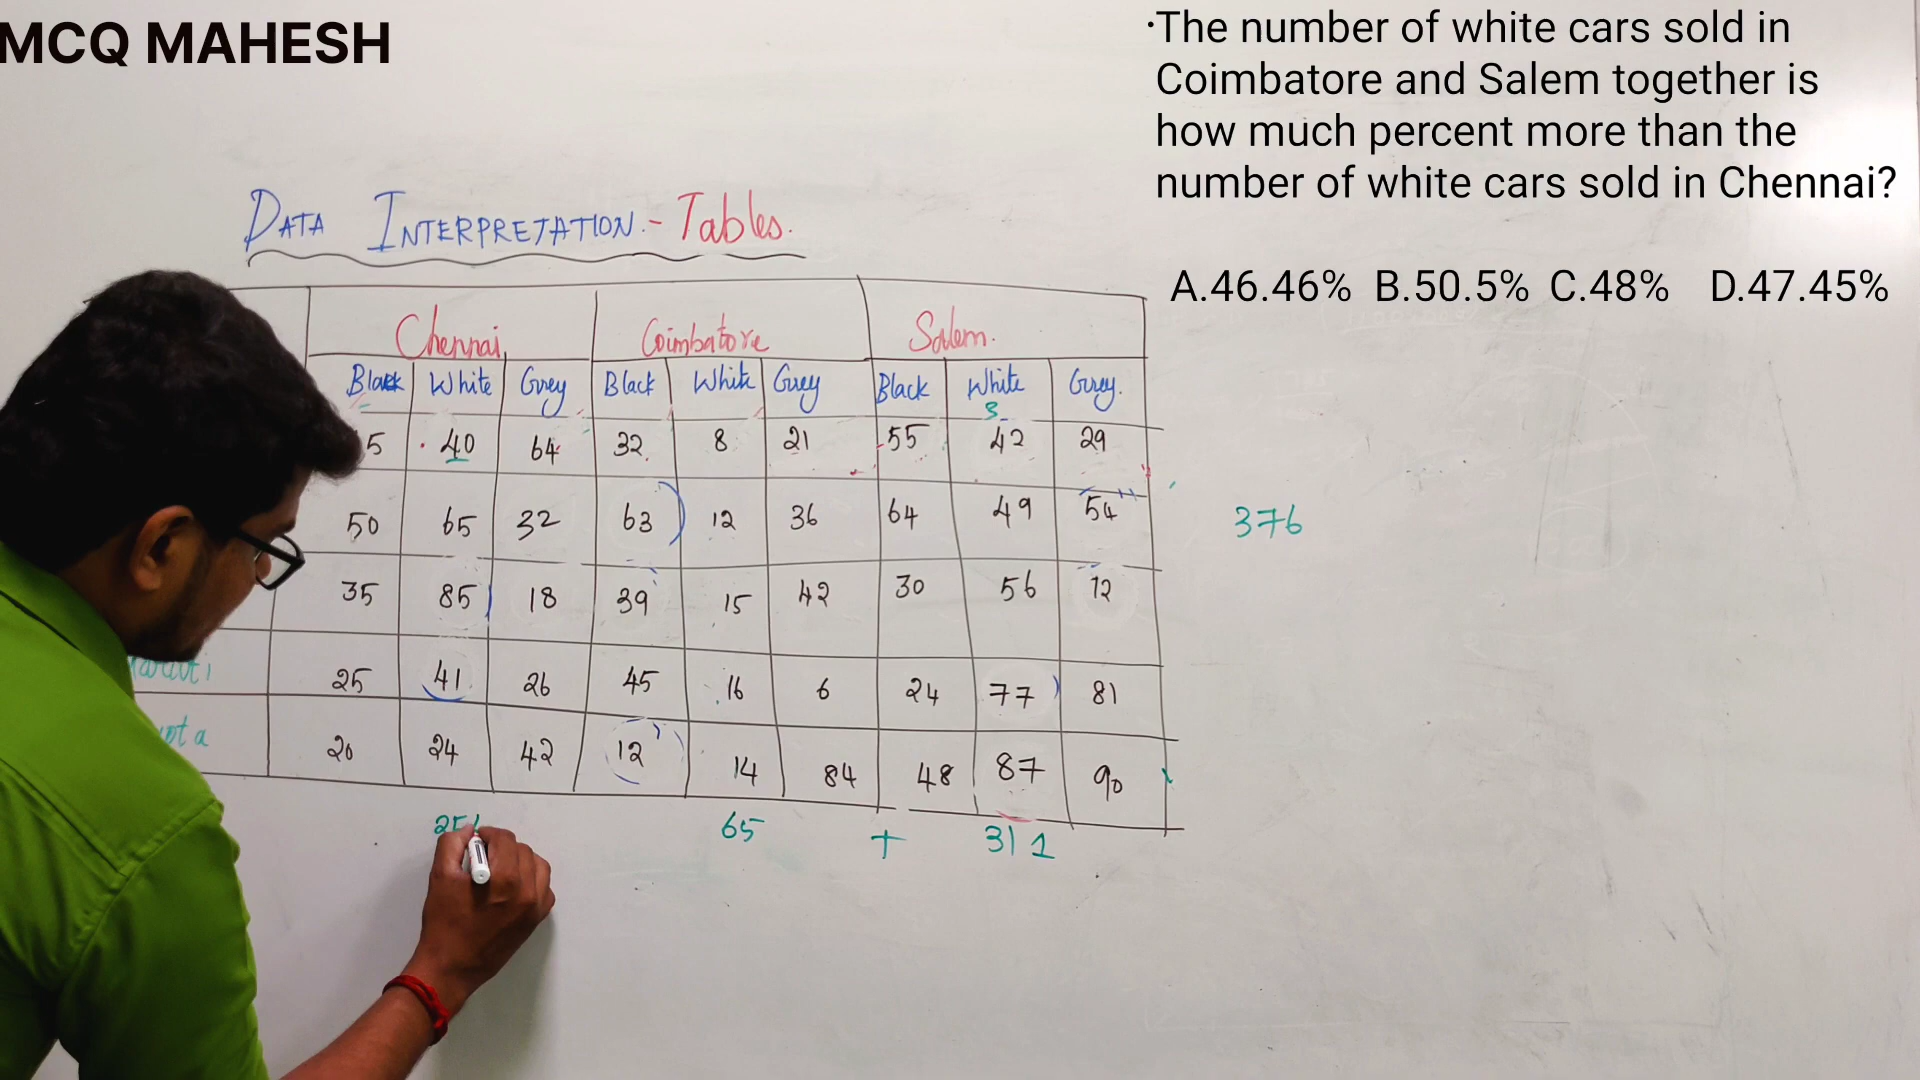 MCQ MAHESH
·The number of white cars sold in
Coimbatore and Salem together is
how much percent more than the
number of white cars sold in Chennai?
A.46.46% B.50.5% C.48% D.47.45%
DATA INTERPRETATION - Tables.
Chennai Coimbatore Salem.
Black White Grey Black White Grey Black White Grey.
3
5 40 64 32 8 21 55 42 29
50 65 32 63 12 36 64 49 54
376
35 85 18 39 15 42 30 56 12
25 41 26 45 16 6 24 77 81
20 24 42 12 14 84 48 87 90
65 + 311